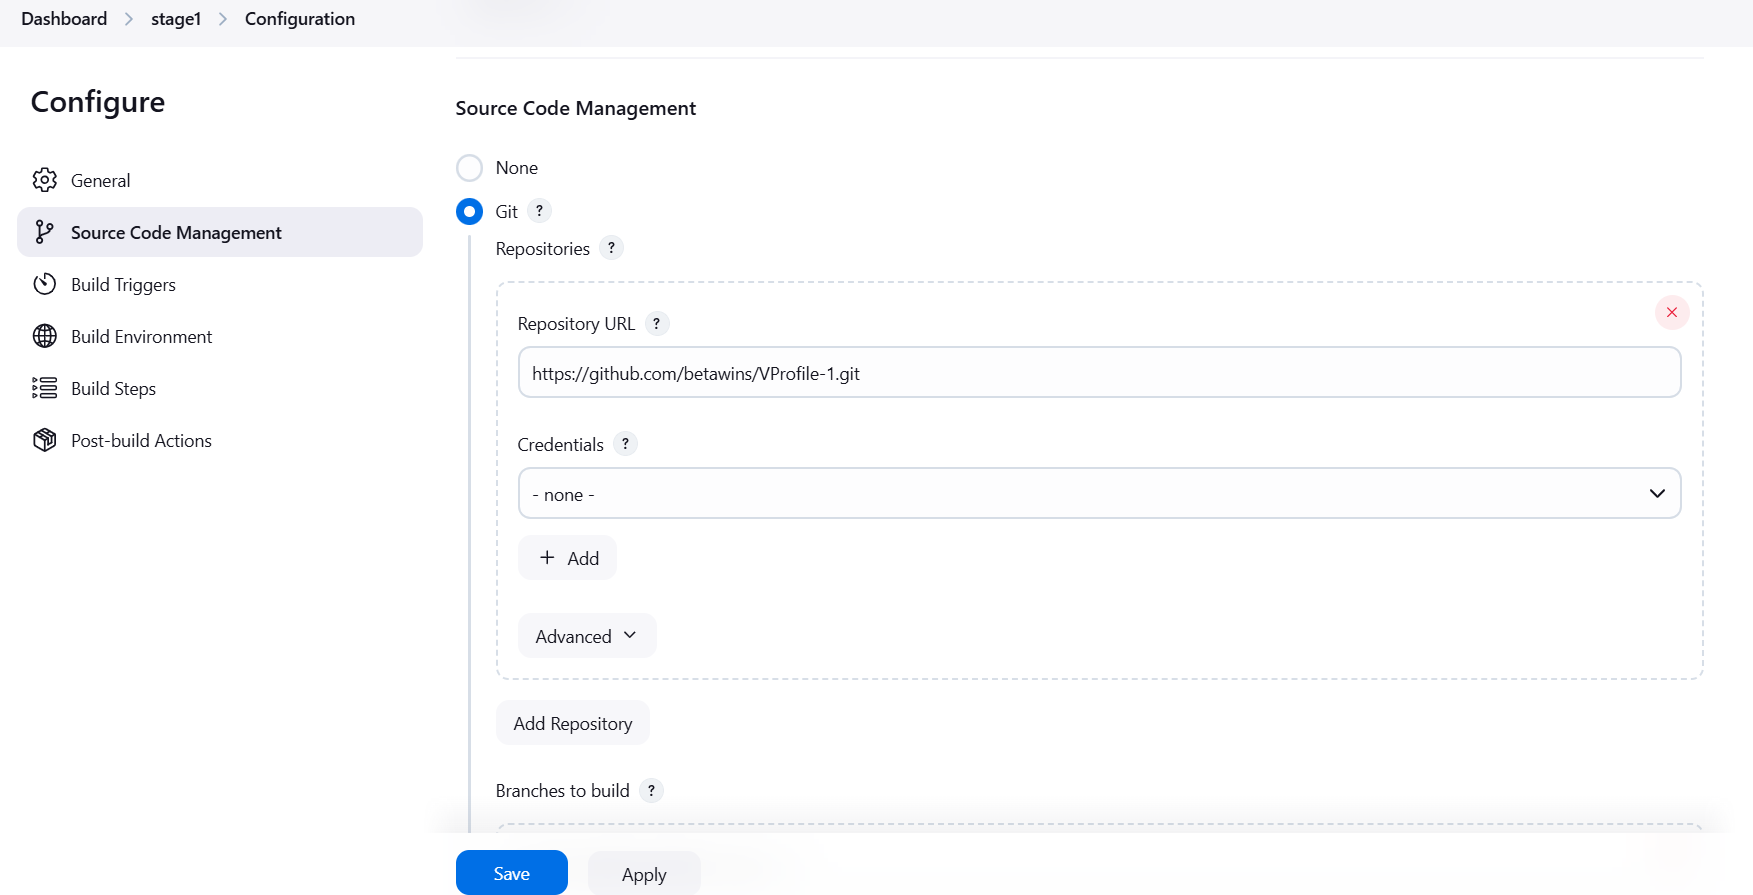 Dashboard > stage1 > Configuration
Configure
General
Source Code Management
Build Triggers
Build Environment
Build Steps
Post-build Actions
Source Code Management
None
Git ?
Repositories ?
Repository URL ?
https://github.com/betawins/VProfile-1.git
Credentials ?
- none -
+ Add
Advanced
Add Repository
Branches to build ?
Save Apply